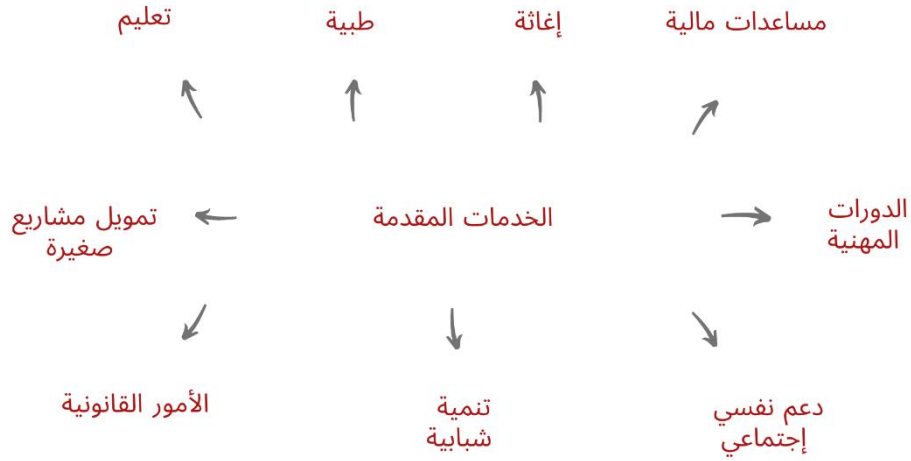 مساعدات مالية
إغاثة
طبية
تعليم
الدورات
المهنية
الخدمات المقدمة
تمويل مشاريع
صغيرة
دعم نفسي
إجتماعي
تنمية
شبابية
الأمور القانونية